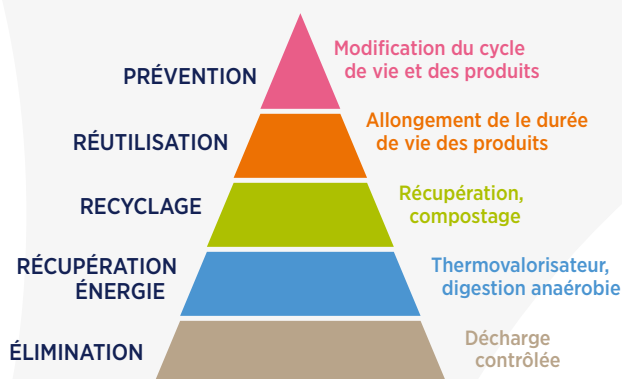 PRÉVENTION
Modification du cycle
de vie et des produits
RÉUTILISATION
Allongement de le durée
de vie des produits
RECYCLAGE
Récupération,
compostage
RÉCUPÉRATION
ÉNERGIE
Thermovalorisateur,
digestion anaérobie
ÉLIMINATION
Décharge
contrôlée